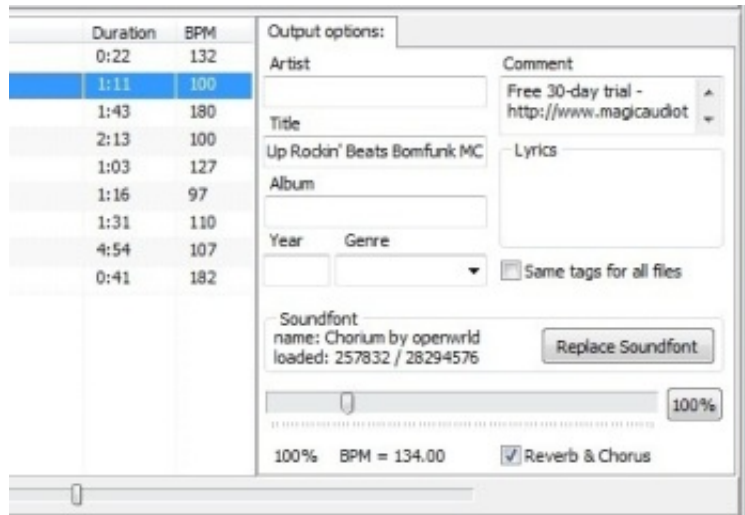 Duration BPM
0:22 132
1:11 100
1:43 180
2:13 100
1:03 127
1:16 97
1:31 110
4:54 107
0:41 182
Output options:
Artist
Comment
Free 30-day trial -
http://www.magicaudiot
Title
Up Rockin' Beats Bomfunk MC
Lyrics
Album
Year Genre
Same tags for all files
Soundfont
name: Chorium by openwrld
loaded: 257832 / 28294576
Replace Soundfont
100%
100% BPM = 134.00
Reverb & Chorus